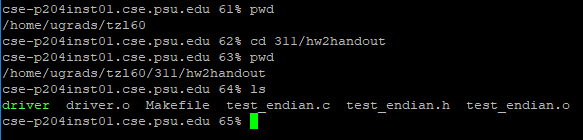 cse-p204inst01.cse.psu.edu 61% pwd
/home/ugrads/tzl60
cse-p204inst01.cse.psu.edu 62% cd 311/hw2handout
cse-p204inst01.cse.psu.edu 63% pwd
/home/ugrads/tzl60/311/hw2handout
cse-p204inst01.cse.psu.edu 64% ls
driver driver.o Makefile test_endian.c test_endian.h test_endian.o
cse-p204inst01.cse.psu.edu 65%